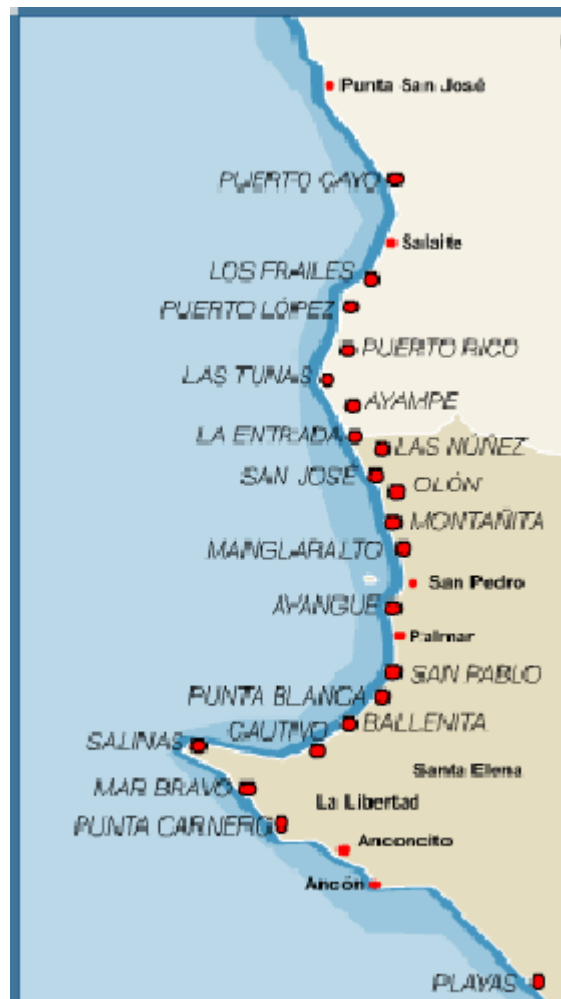 Punta San José
PUERTO CAYO
Salaite
LOS FRAILES
PUERTO LÓPEZ
PUERTO RICO
LAS TUNAS
AYAMPE
LA ENTRADA
LAS NÚÑEZ
SAN JOSÉ
OLÓN
MONTAÑITA
MANGLARALTO
San Pedro
AYANGUE
Palmar
SAN PABLO
PUNTA BLANCA
BALLENITA
CAUTIVO
SALINAS
Santa Elena
MAR BRAVO
La Libertad
PUNTA CARNERO
Anconcito
Ancón
PLAYAS